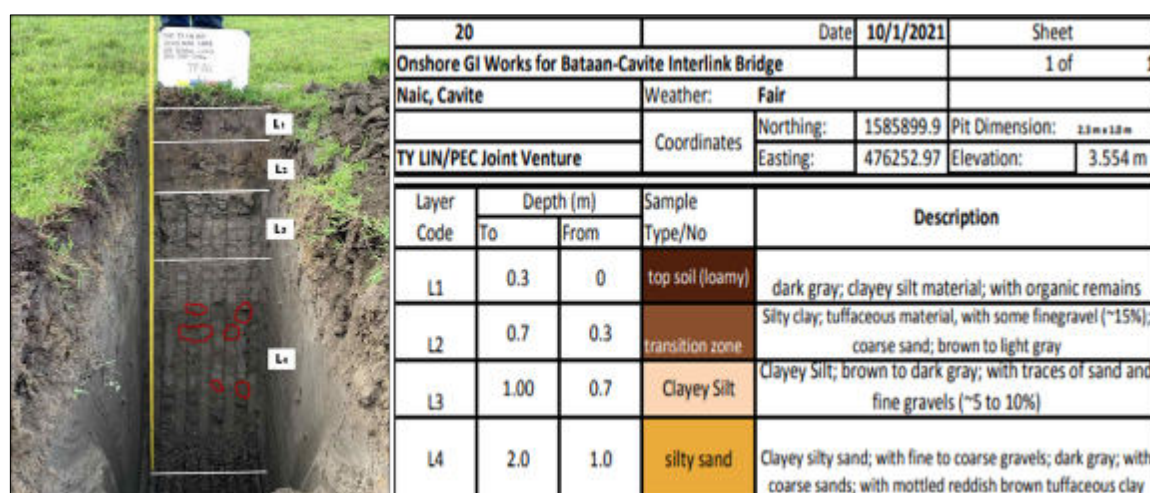 L1
L2
L3
L4
20 Date 10/1/2021 Sheet
Onshore GI Works for Bataan-Cavite Interlink Bridge 1 of 1
Naic, Cavite Weather: Fair
Coordinates Northing: 1585899.9 Pit Dimension: 2.3 m x 1.0 m
TY LIN/PEC Joint Venture Easting: 476252.97 Elevation: 3.554 m
Layer Code Depth (m) Sample Type/No Description
To From
L1 0.3 0 top soil (loamy) dark gray; clayey silt material; with organic remains
L2 0.7 0.3 transition zone Silty clay; tuffaceous material, with some finegravel (~15%);
coarse sand; brown to light gray
L3 1.00 0.7 Clayey Silt Clayey Silt; brown to dark gray; with traces of sand and
fine gravels (~5 to 10%)
L4 2.0 1.0 silty sand Clayey silty sand; with fine to coarse gravels; dark gray; with
coarse sands; with mottled reddish brown tuffaceous clay